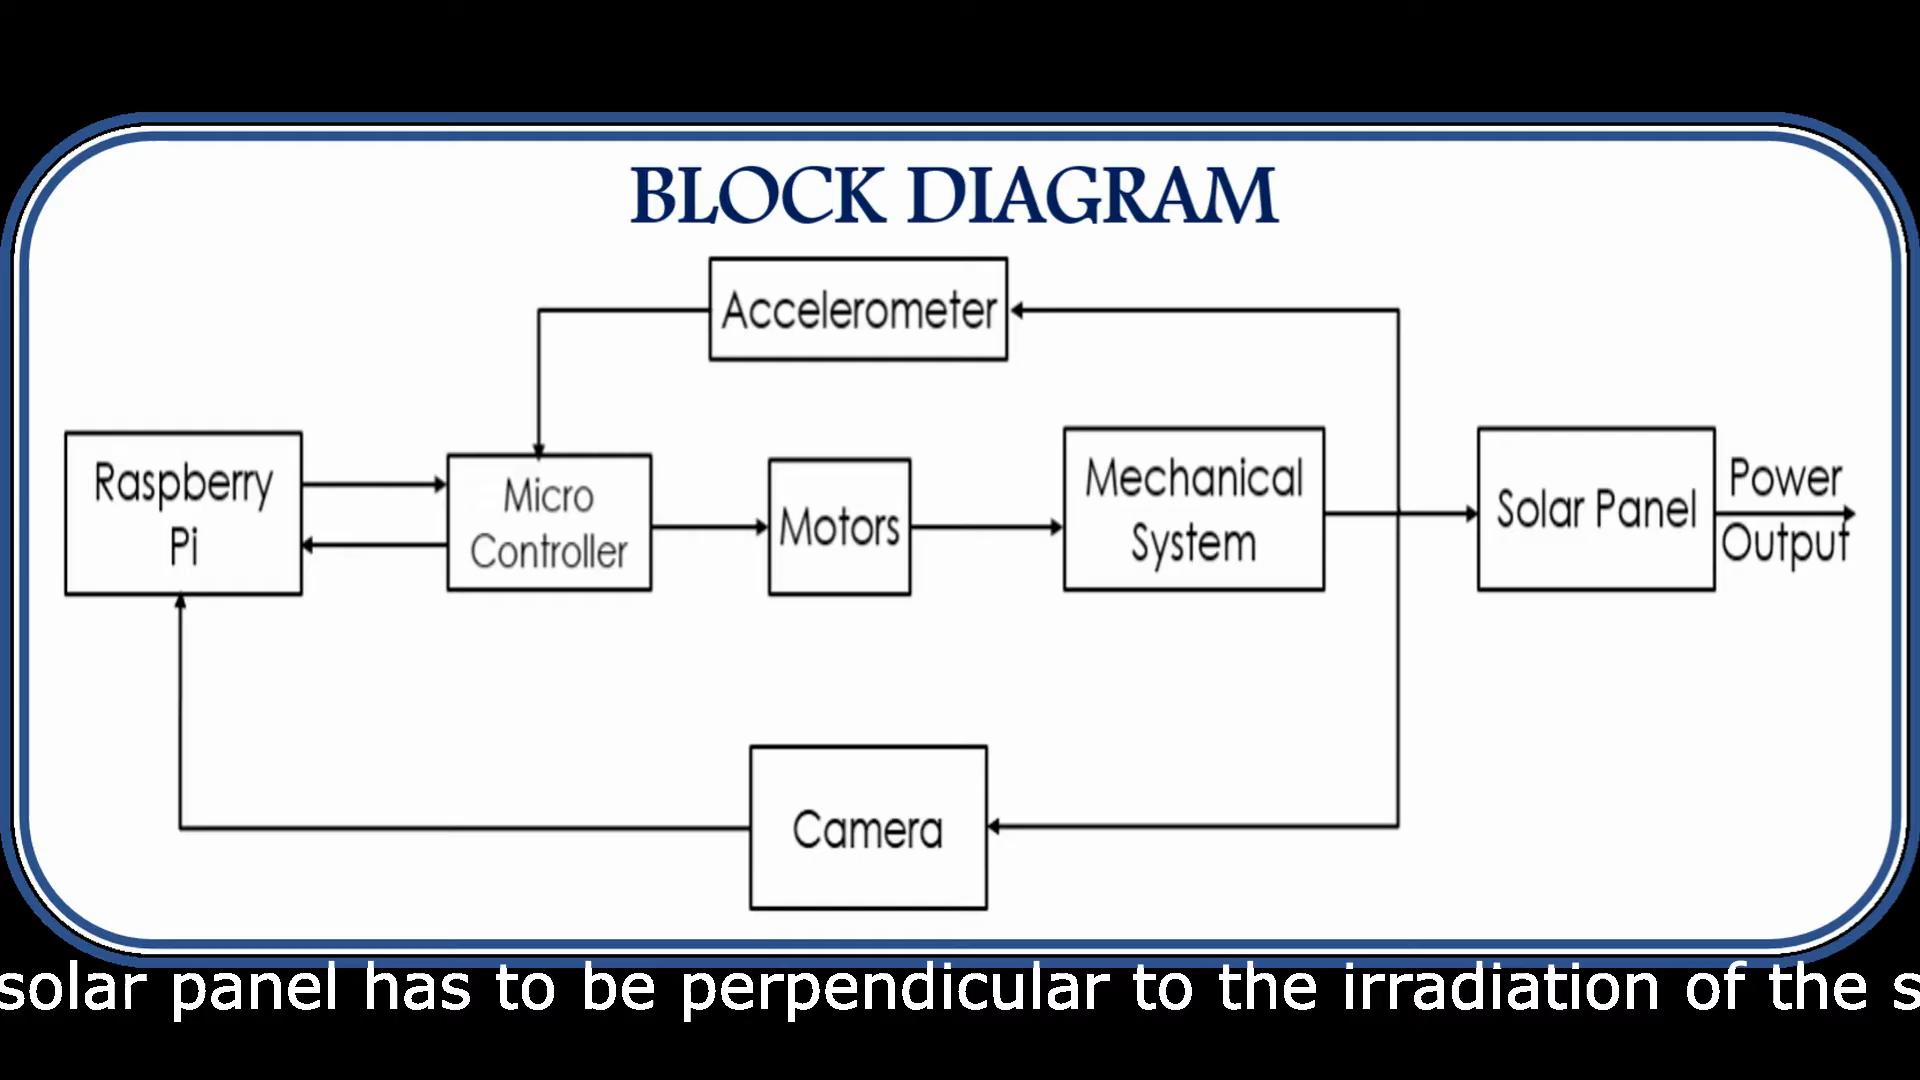 BLOCK DIAGRAM
Accelerometer
Raspberry
Pi
Micro
Controller
Motors
Mechanical
System
Solar Panel
Power
Output
Camera
solar panel has to be perpendicular to the irradiation of the s